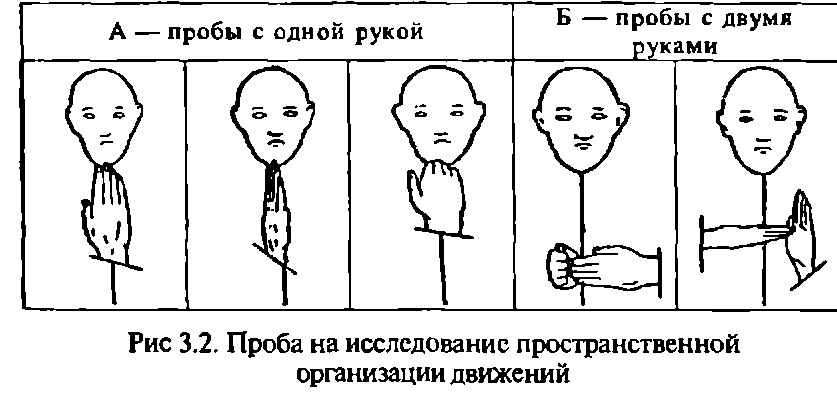 А — пробы с одной рукой
Б — пробы с двумя
руками
Рис 3.2. Проба на исследование пространственной
организации движений